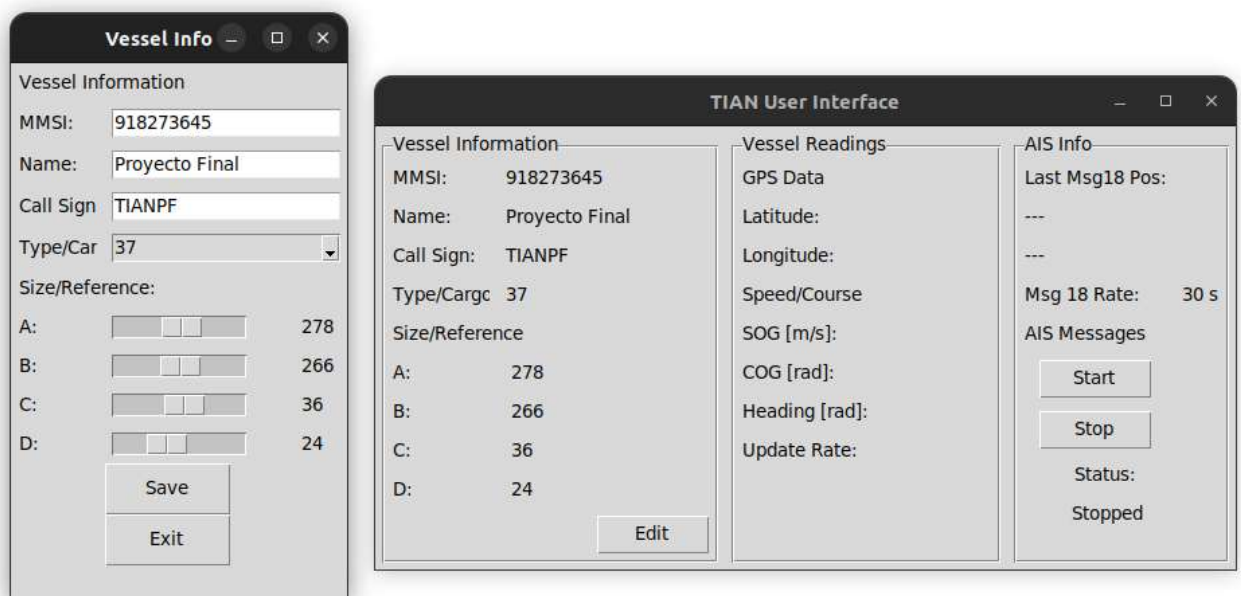 Vessel Info
Vessel Information
MMSI: 918273645
Name: Proyecto Final
Call Sign TIANPF
Type/Car 37
Size/Reference:
A: 278
B: 266
C: 36
D: 24
Save
Exit
TIAN User Interface
Vessel Information
MMSI: 918273645
Name: Proyecto Final
Call Sign: TIANPF
Type/Cargo 37
Size/Reference
A: 278
B: 266
C: 36
D: 24
Edit
Vessel Readings
GPS Data
Latitude:
Longitude:
Speed/Course
SOG [m/s]:
COG [rad]:
Heading [rad]:
Update Rate:
AIS Info
Last Msg18 Pos:
---
---
Msg 18 Rate: 30 s
AIS Messages
Start
Stop
Status:
Stopped